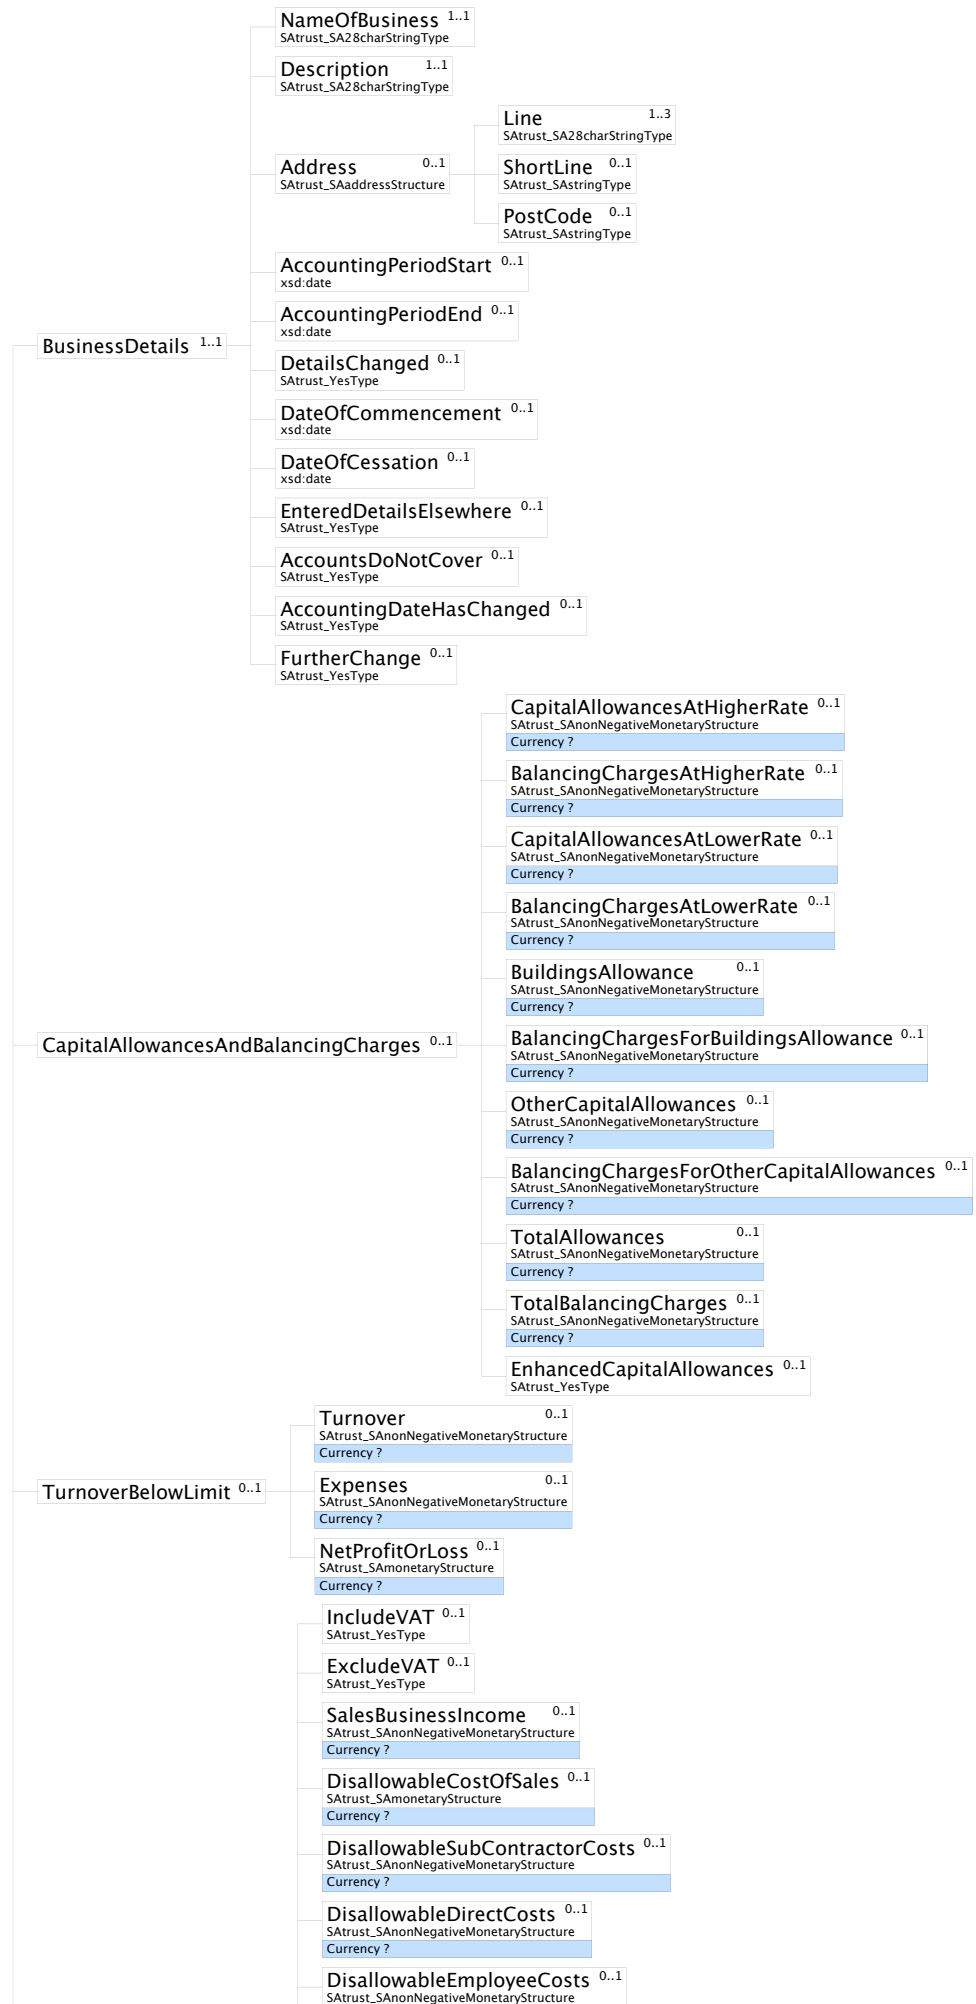 NameOfBusiness 1..1
SAtrust_SA28charStringType
Description 1..1
SAtrust_SA28charStringType
Line 1..3
SAtrust_SA28charStringType
Address 0..1
SAtrust_SAaddressStructure
ShortLine 0..1
SAtrust_SAstringType
PostCode 0..1
SAtrust_SAstringType
AccountingPeriodStart 0..1
xsd:date
AccountingPeriodEnd 0..1
xsd:date
BusinessDetails 1..1
DetailsChanged 0..1
SAtrust_YesType
DateOfCommencement 0..1
xsd:date
DateOfCessation 0..1
xsd:date
EnteredDetailsElsewhere 0..1
SAtrust_YesType
AccountsDoNotCover 0..1
SAtrust_YesType
AccountingDateHasChanged 0..1
SAtrust_YesType
FurtherChange 0..1
SAtrust_YesType
CapitalAllowancesAtHigherRate 0..1
SAtrust_SAnonNegativeMonetaryStructure
Currency ?
BalancingChargesAtHigherRate 0..1
SAtrust_SAnonNegativeMonetaryStructure
Currency ?
CapitalAllowancesAtLowerRate 0..1
SAtrust_SAnonNegativeMonetaryStructure
Currency ?
BalancingChargesAtLowerRate 0..1
SAtrust_SAnonNegativeMonetaryStructure
Currency ?
BuildingsAllowance 0..1
SAtrust_SAnonNegativeMonetaryStructure
Currency ?
CapitalAllowancesAndBalancingCharges 0..1
BalancingChargesForBuildingsAllowance 0..1
SAtrust_SAnonNegativeMonetaryStructure
Currency ?
OtherCapitalAllowances 0..1
SAtrust_SAnonNegativeMonetaryStructure
Currency ?
BalancingChargesForOtherCapitalAllowances 0..1
SAtrust_SAnonNegativeMonetaryStructure
Currency ?
TotalAllowances 0..1
SAtrust_SAnonNegativeMonetaryStructure
Currency ?
TotalBalancingCharges 0..1
SAtrust_SAnonNegativeMonetaryStructure
Currency ?
EnhancedCapitalAllowances 0..1
SAtrust_YesType
Turnover 0..1
SAtrust_SAnonNegativeMonetaryStructure
Currency ?
TurnoverBelowLimit 0..1
Expenses 0..1
SAtrust_SAnonNegativeMonetaryStructure
Currency ?
NetProfitOrLoss 0..1
SAtrust_SAmonetaryStructure
Currency ?
IncludeVAT 0..1
SAtrust_YesType
ExcludeVAT 0..1
SAtrust_YesType
SalesBusinessIncome 0..1
SAtrust_SAnonNegativeMonetaryStructure
Currency ?
DisallowableCostOfSales 0..1
SAtrust_SAmonetaryStructure
Currency ?
DisallowableSubContractorCosts 0..1
SAtrust_SAnonNegativeMonetaryStructure
Currency ?
DisallowableDirectCosts 0..1
SAtrust_SAnonNegativeMonetaryStructure
Currency ?
DisallowableEmployeeCosts 0..1
SAtrust_SAnonNegativeMonetaryStructure